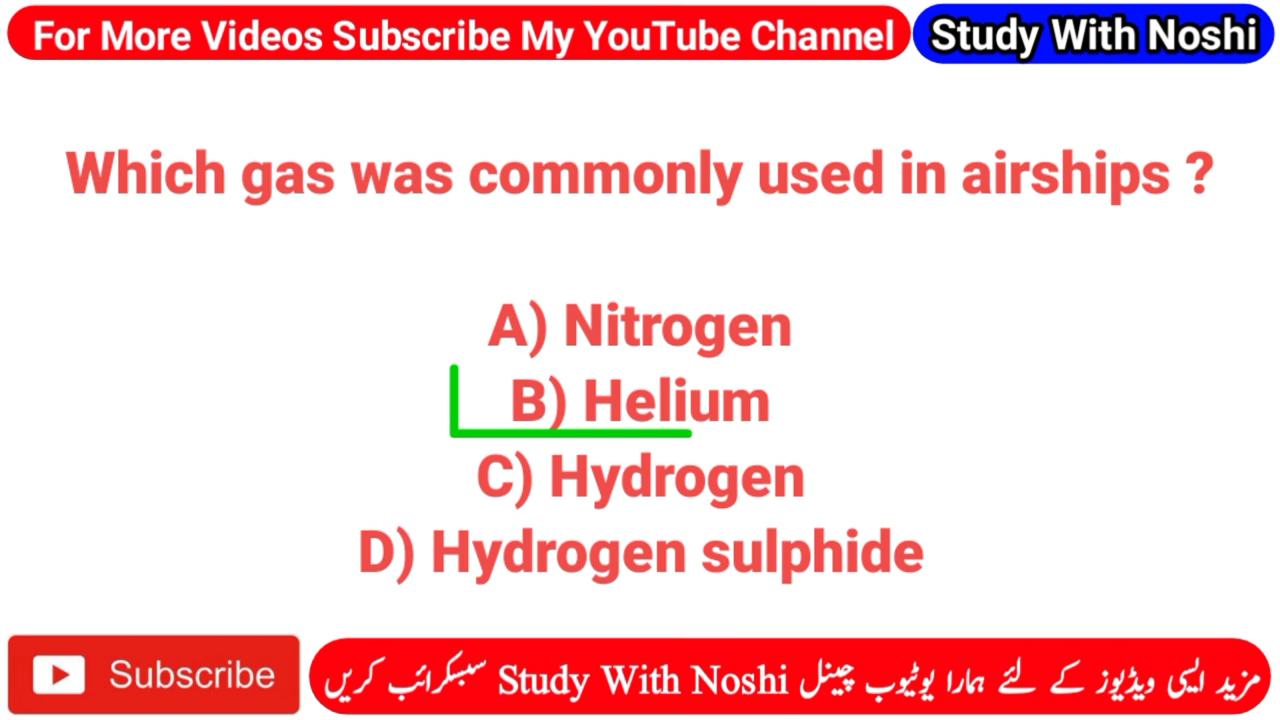 For More Videos Subscribe My YouTube Channel
Study With Noshi
Which gas was commonly used in airships ?
A) Nitrogen
B) Helium
C) Hydrogen
D) Hydrogen sulphide
Subscribe
مزید ایسی ویڈیوز کے لئے ہمارا یوٹیوب چینل Study With Noshi سبسکرائب کریں